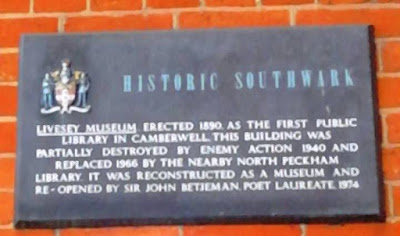 HISTORIC SOUTHWARK
LIVESEY MUSEUM ERECTED 1890, AS THE FIRST PUBLIC
LIBRARY IN CAMBERWELL. THIS BUILDING WAS
PARTIALLY DESTROYED BY ENEMY ACTION 1940 AND
REPLACED 1966 BY THE NEARBY NORTH PECKHAM
LIBRARY. IT WAS RECONSTRUCTED AS A MUSEUM AND
RE-OPENED BY SIR JOHN BETJEMAN, POET LAUREATE, 1974